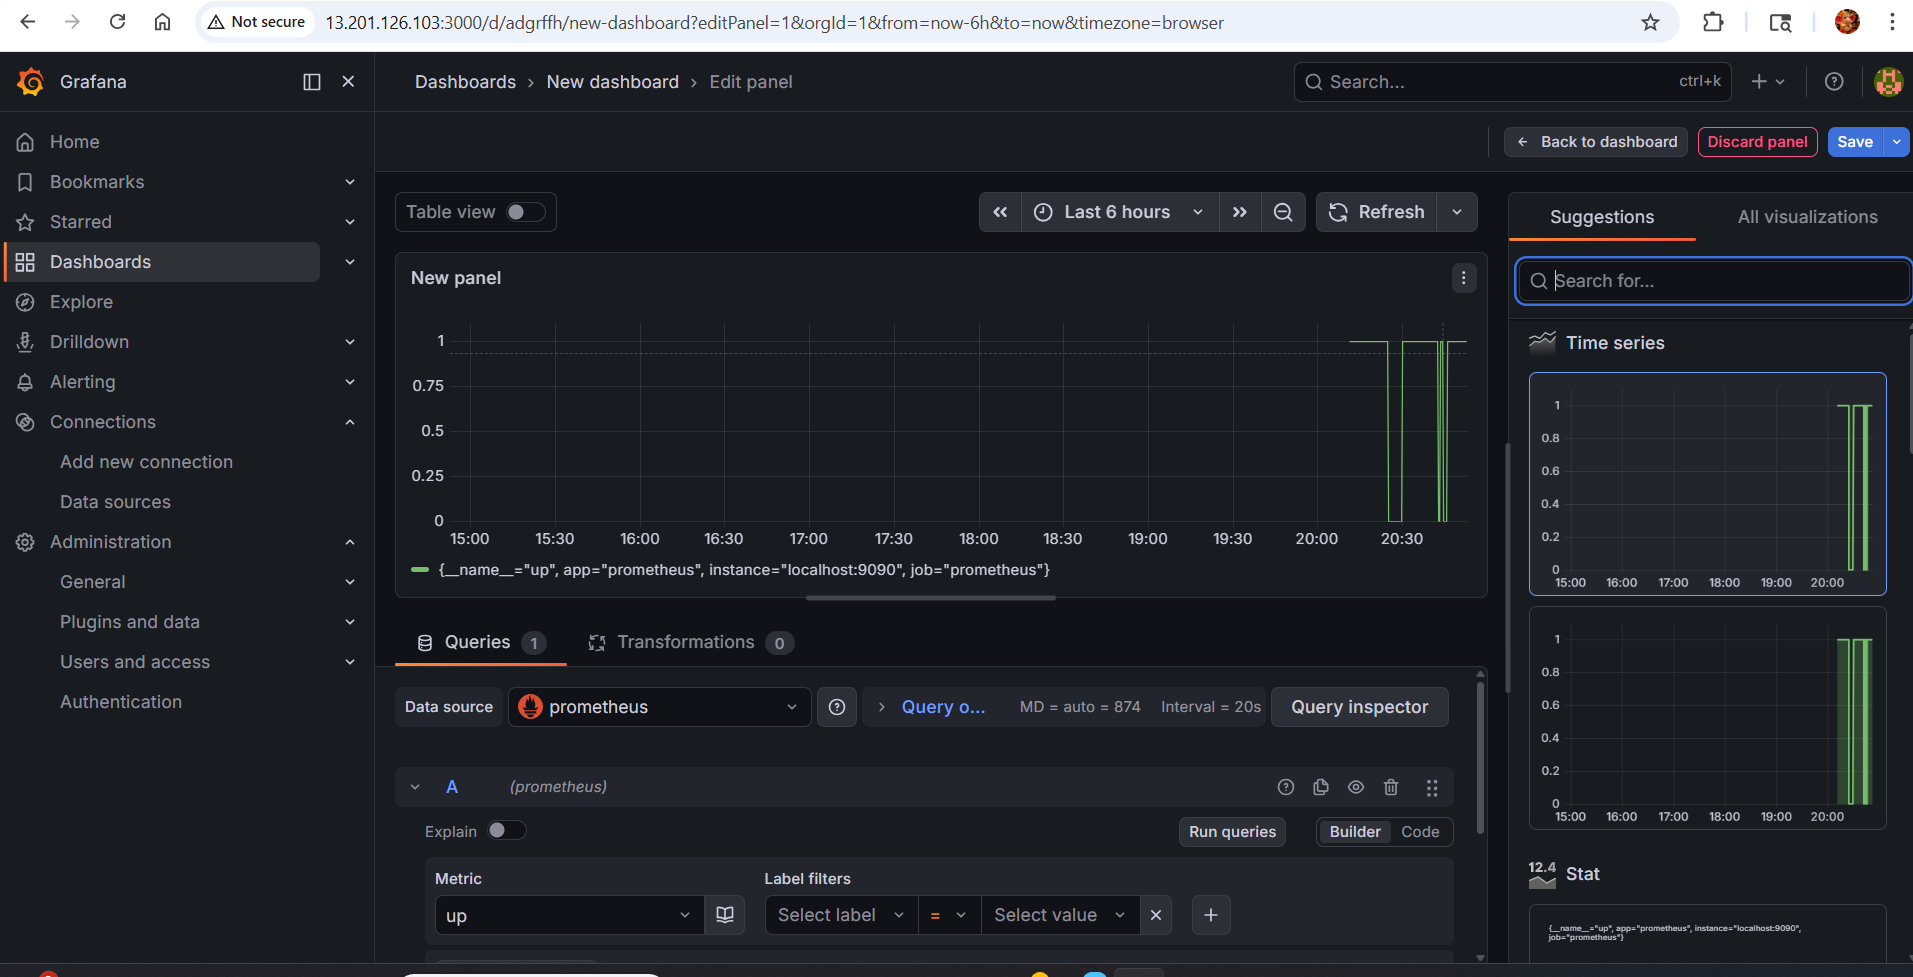 Not secure 13.201.126.103:3000/d/adgrffh/new-dashboard?editPanel=1&orgId=1&from=now-6h&to=now&timezone=browser
Grafana
Dashboards › New dashboard › Edit panel
Search... ctrl+k
Home
Bookmarks
Starred
Dashboards
Explore
Drilldown
Alerting
Connections
Add new connection
Data sources
Administration
General
Plugins and data
Users and access
Authentication
Back to dashboard
Discard panel
Save
Table view
Last 6 hours
Refresh
New panel
1
0.75
0.5
0.25
0
15:00 15:30 16:00 16:30 17:00 17:30 18:00 18:30 19:00 19:30 20:00 20:30
{__name__="up", app="prometheus", instance="localhost:9090", job="prometheus"}
Queries 1
Transformations 0
Data source
prometheus
Query o...
MD = auto = 874
Interval = 20s
Query inspector
A (prometheus)
Explain
Run queries
Builder Code
Metric
up
Label filters
Select label
=
Select value
Suggestions
All visualizations
Search for...
Time series
1
0.8
0.6
0.4
0.2
0
15:00 16:00 17:00 18:00 19:00 20:00
1
0.8
0.6
0.4
0.2
0
15:00 16:00 17:00 18:00 19:00 20:00
12.4
Stat
{__name__="up", app="prometheus", instance="localhost:9090",
job="prometheus"}